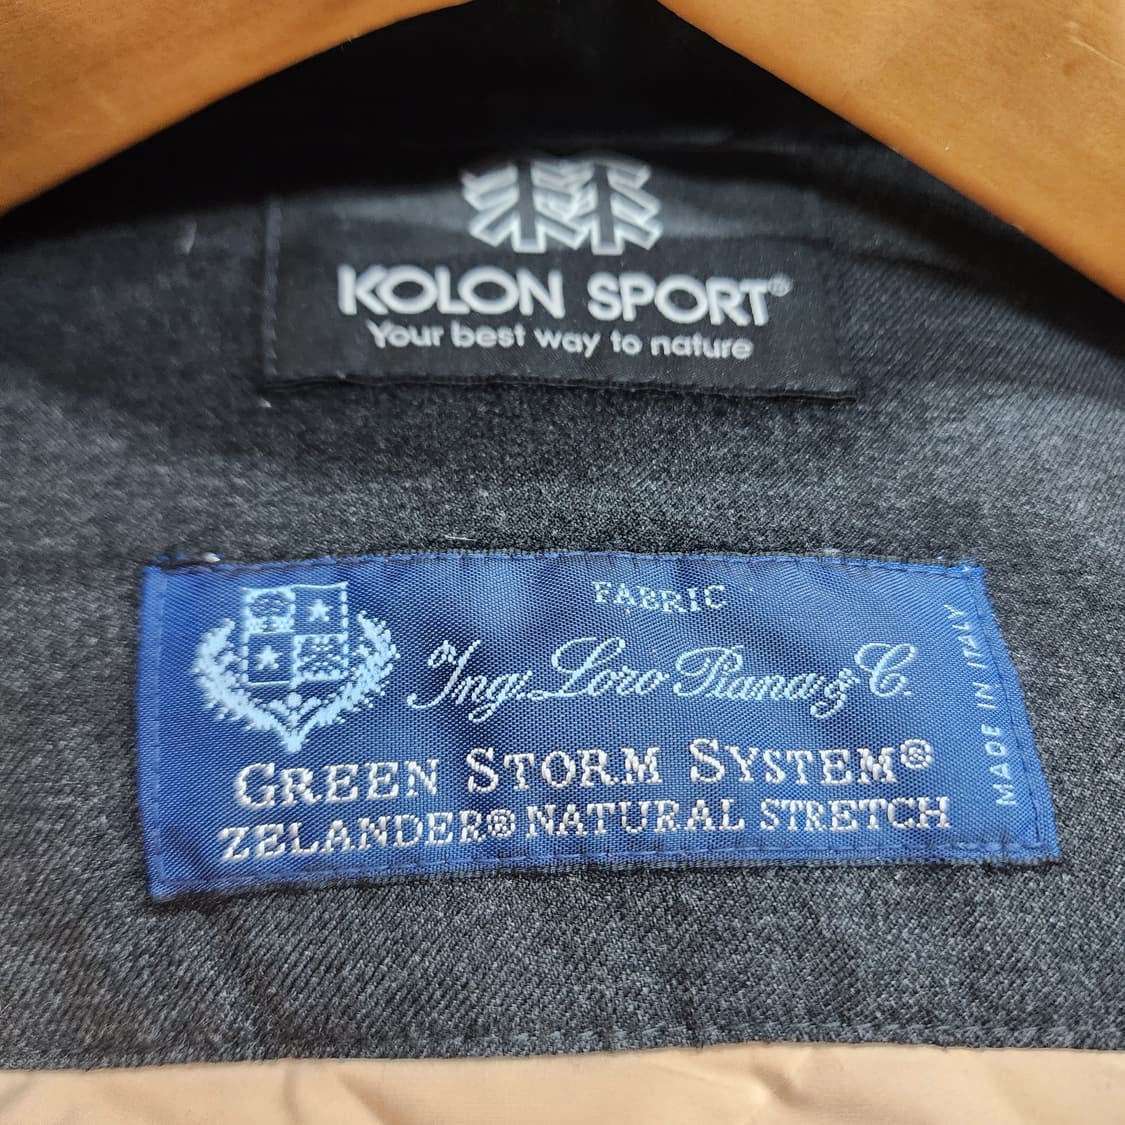 KOLON SPORT®
Your best way to nature
FABRIC
Ing. Loro Piana & C.
GREEN STORM SYSTEM®
ZELANDER® NATURAL STRETCH
MADE IN ITALY